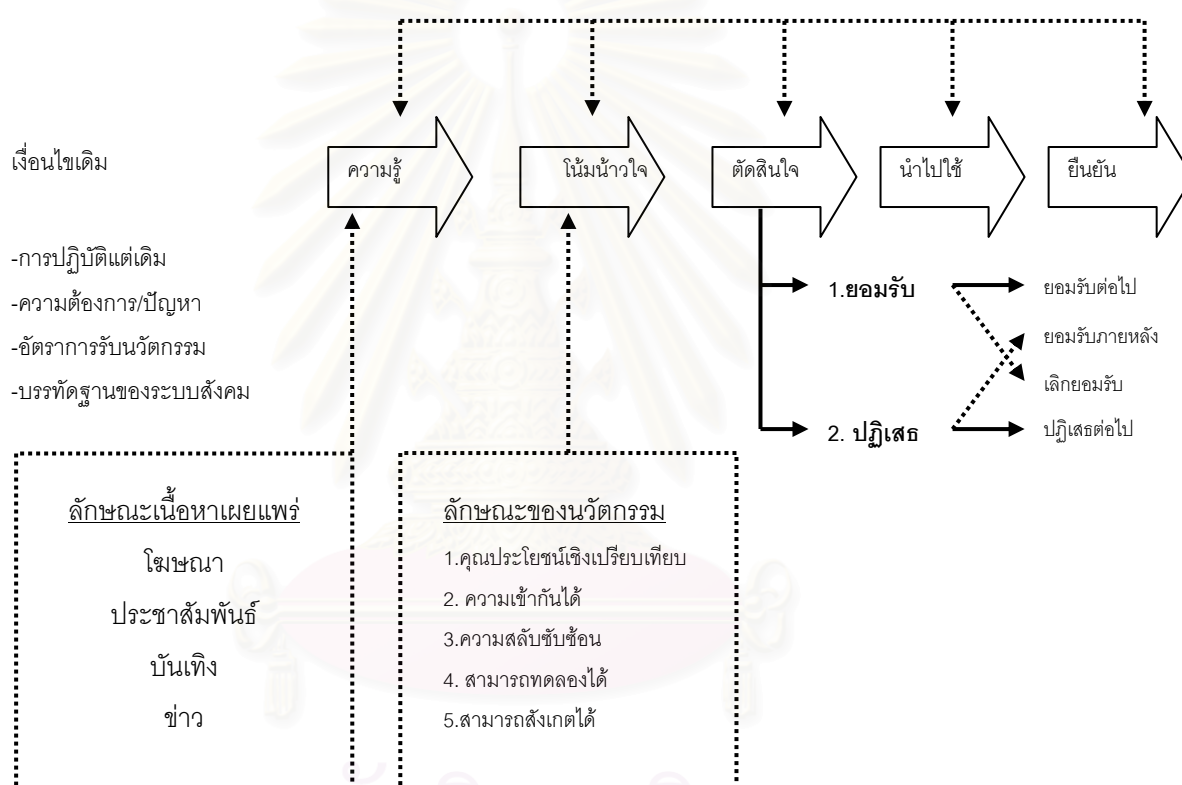 เงื่อนไขเดิม
ความรู้
โน้มน้าวใจ
ตัดสินใจ
นำไปใช้
ยืนยัน
-การปฏิบัติแต่เดิม
-ความต้องการ/ปัญหา
-อัตราการรับนวัตกรรม
-บรรทัดฐานของระบบสังคม
1.ยอมรับ
ยอมรับต่อไป
ยอมรับภายหลัง
เลิกยอมรับ
2. ปฏิเสธ
ปฏิเสธต่อไป
ลักษณะเนื้อหาเผยแพร่
โฆษณา
ประชาสัมพันธ์
บันเทิง
ข่าว
ลักษณะของนวัตกรรม
1.คุณประโยชน์เชิงเปรียบเทียบ
2. ความเข้ากันได้
3.ความสลับซับซ้อน
4. สามารถทดลองได้
5.สามารถสังเกตได้